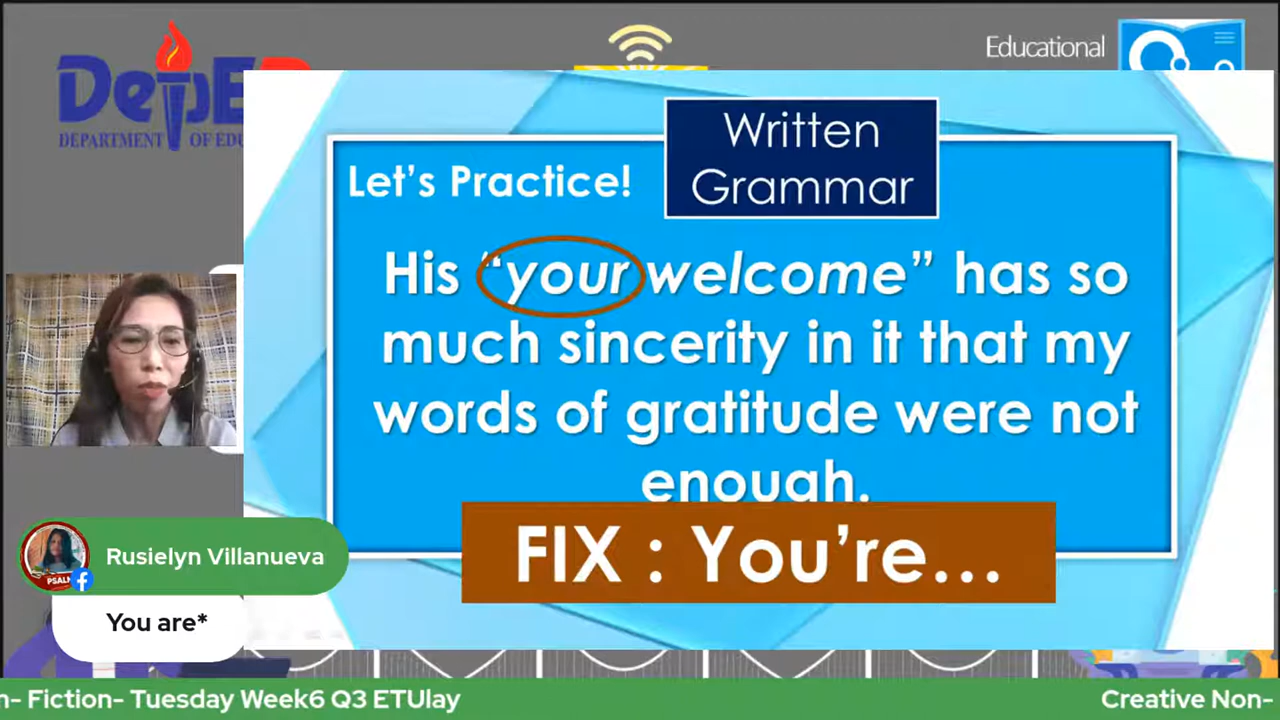 DepE
DEPARTMENT OF EDU
Educational
Written
Grammar
Let's Practice!
His “your welcome” has so
much sincerity in it that my
words of gratitude were not
enough.
FIX : You’re...
PSALM
Rusielyn Villanueva
You are*
n- Fiction- Tuesday Week6 Q3 ETUlay
Creative Non-